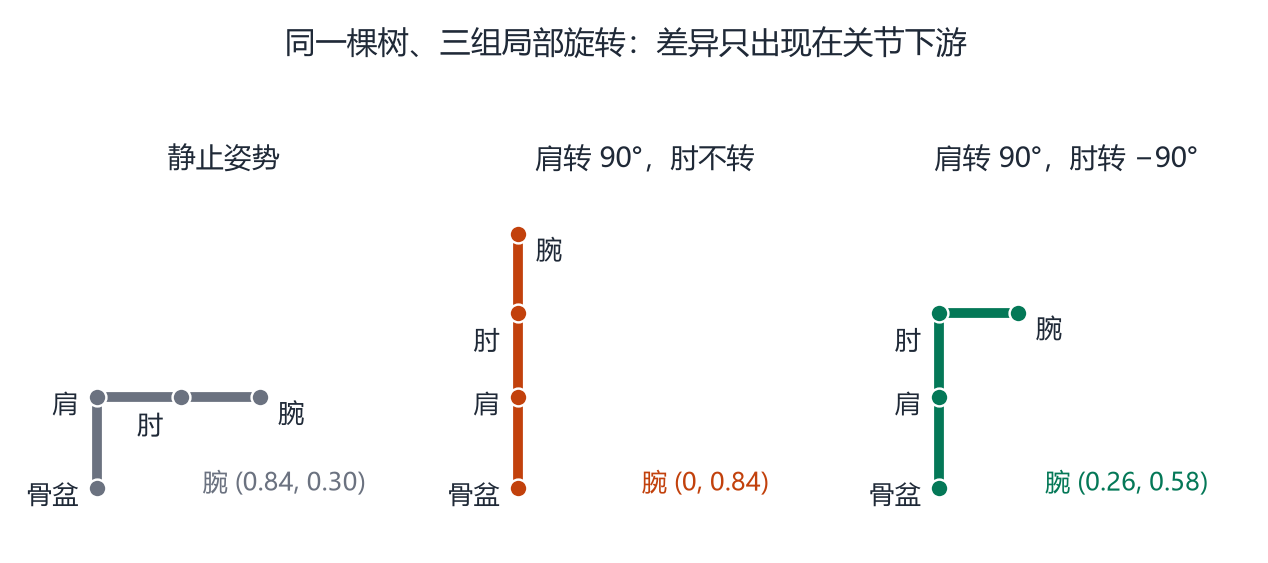 同一棵树、三组局部旋转：差异只出现在关节下游
静止姿势
肩转 90°，肘不转
肩转 90°，肘转 −90°
腕
肘
肩
骨盆
腕 (0.84, 0.30)
腕
肘
肩
骨盆
腕 (0, 0.84)
腕
肘
肩
骨盆
腕 (0.26, 0.58)